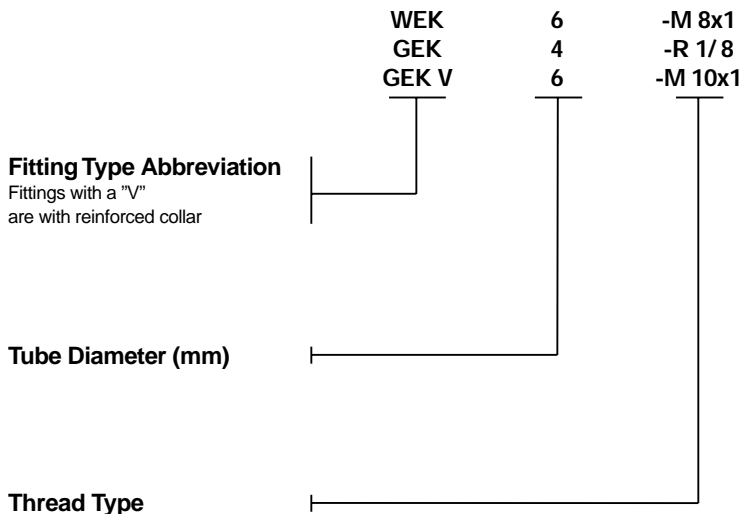 WEK 6 -M 8x1
GEK 4 -R 1/8
GEK V 6 -M 10x1
Fitting Type Abbreviation
Fittings with a ”V”
are with reinforced collar
Tube Diameter (mm)
Thread Type